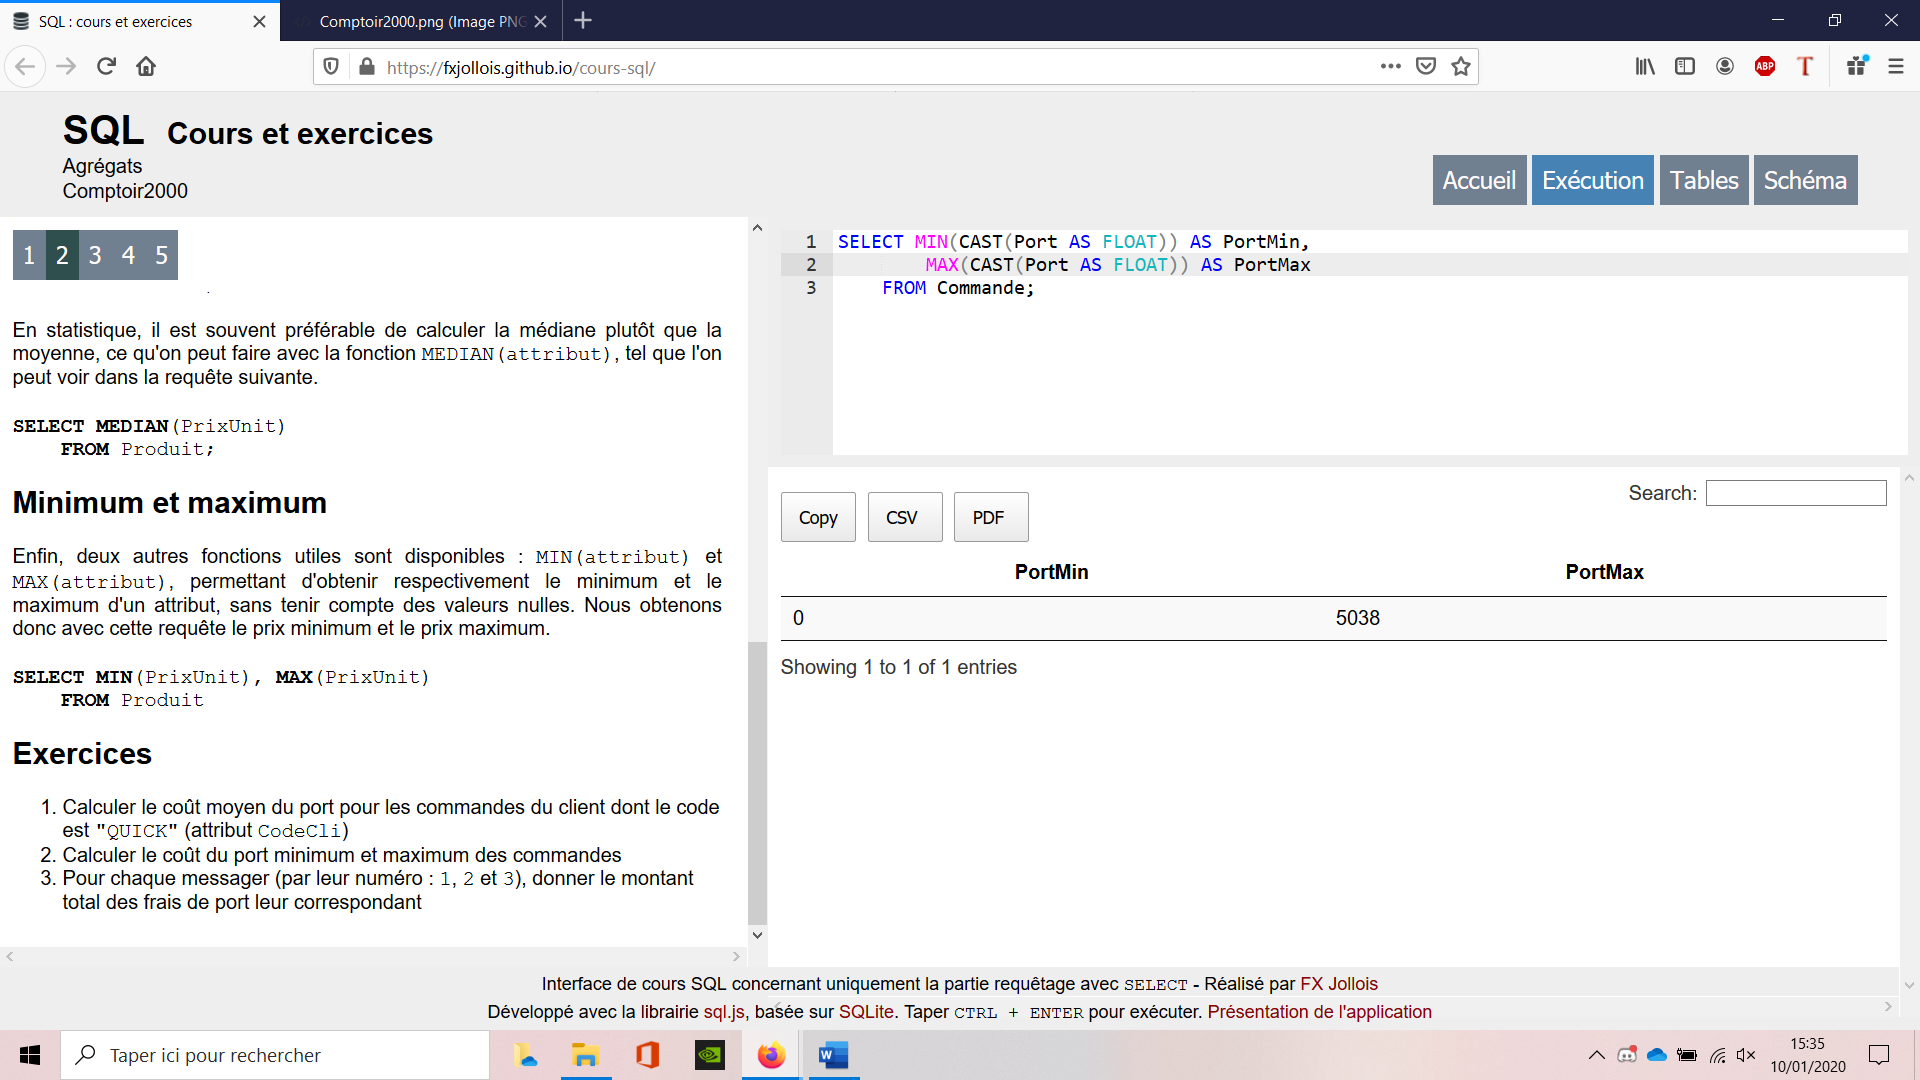 SQL : cours et exercices
Comptoir2000.png (Image PNG
https://fxjollois.github.io/cours-sql/
ABP
T
SQL Cours et exercices
Agrégats
Comptoir2000
Accueil Exécution Tables Schéma
1 2 3 4 5
En statistique, il est souvent préférable de calculer la médiane plutôt que la
moyenne, ce qu'on peut faire avec la fonction MEDIAN(attribut), tel que l'on
peut voir dans la requête suivante.
SELECT MEDIAN(PrixUnit)
FROM Produit;
Minimum et maximum
Enfin, deux autres fonctions utiles sont disponibles : MIN(attribut) et
MAX(attribut), permettant d'obtenir respectivement le minimum et le
maximum d'un attribut, sans tenir compte des valeurs nulles. Nous obtenons
donc avec cette requête le prix minimum et le prix maximum.
SELECT MIN(PrixUnit), MAX(PrixUnit)
FROM Produit
Exercices
1. Calculer le coût moyen du port pour les commandes du client dont le code
est "QUICK" (attribut CodeCli)
2. Calculer le coût du port minimum et maximum des commandes
3. Pour chaque messager (par leur numéro : 1, 2 et 3), donner le montant
total des frais de port leur correspondant
1 SELECT MIN(CAST(Port AS FLOAT)) AS PortMin,
2 MAX(CAST(Port AS FLOAT)) AS PortMax
3 FROM Commande;
Search:
Copy CSV PDF
PortMin PortMax
0 5038
Showing 1 to 1 of 1 entries
Interface de cours SQL concernant uniquement la partie requêtage avec SELECT - Réalisé par FX Jollois
Développé avec la librairie sql.js, basée sur SQLite. Taper CTRL + ENTER pour exécuter. Présentation de l'application
Taper ici pour rechercher
15:35
10/01/2020